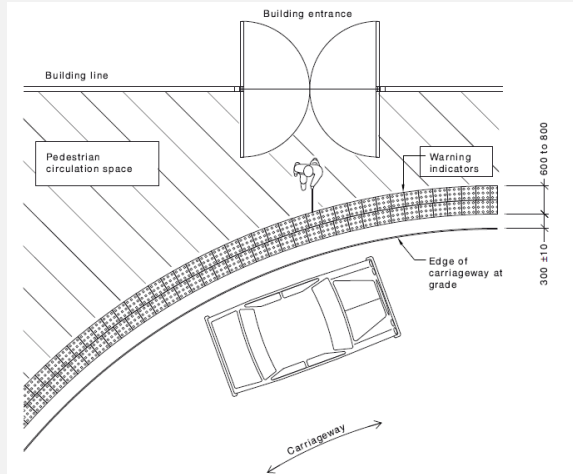 Building entrance
Building line
Pedestrian
circulation space
Warning
indicators
600 to 800
300 ±10
Edge of
carriageway at
grade
Carriageway